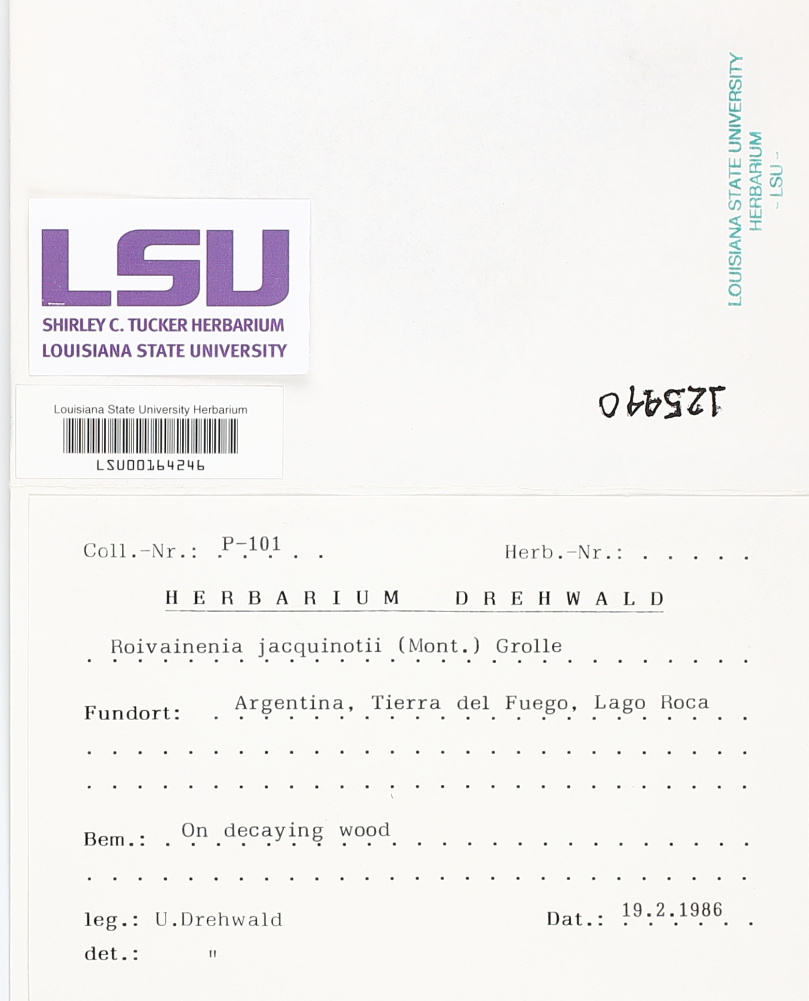 LOUISIANA STATE UNIVERSITY
HERBARIUM
- LSU -
LSU
SHIRLEY C. TUCKER HERBARIUM
LOUISIANA STATE UNIVERSITY
Louisiana State University Herbarium
LSU00164246
Coll.-Nr.: P-101 . . Herb.-Nr.: . . . . .
HERBARIUM DREHWALD
Roivainenia jacquinotii (Mont.) Grolle
Fundort: Argentina, Tierra del Fuego, Lago Roca
Bem.: On decaying wood
leg.: U.Drehwald Dat.: 19.2.1986
det.: "